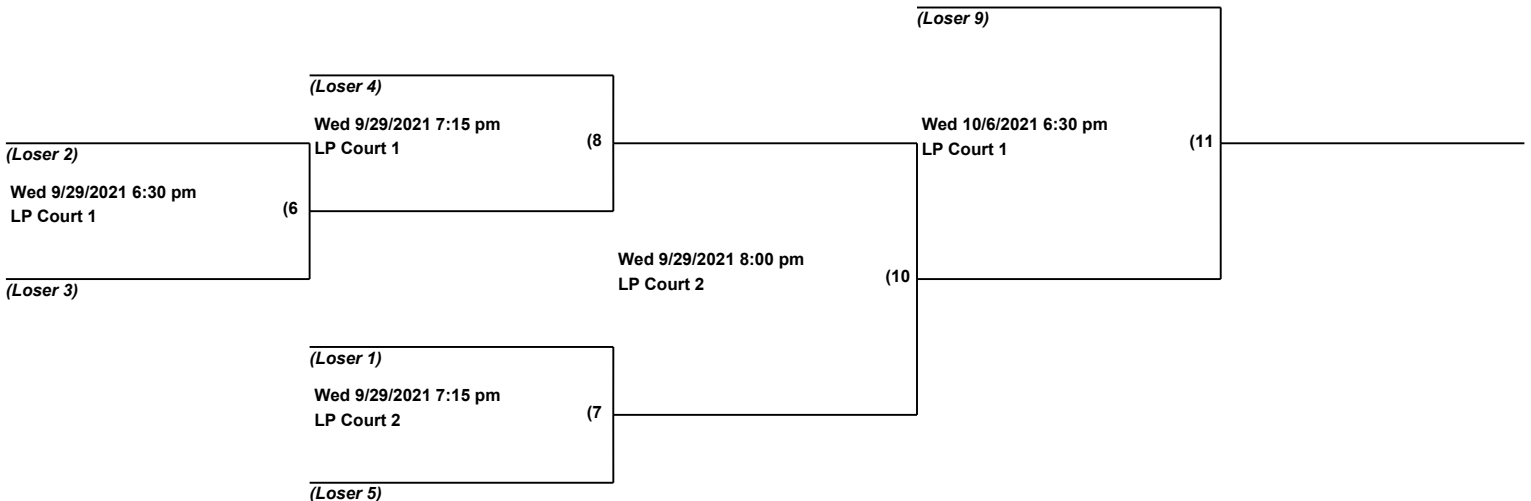 (Loser 9)
(Loser 4)
Wed 9/29/2021 7:15 pm
LP Court 1
(8
Wed 10/6/2021 6:30 pm
LP Court 1
(11
(Loser 2)
Wed 9/29/2021 6:30 pm
LP Court 1
(6
(Loser 3)
Wed 9/29/2021 8:00 pm
LP Court 2
(10
(Loser 1)
Wed 9/29/2021 7:15 pm
LP Court 2
(7
(Loser 5)